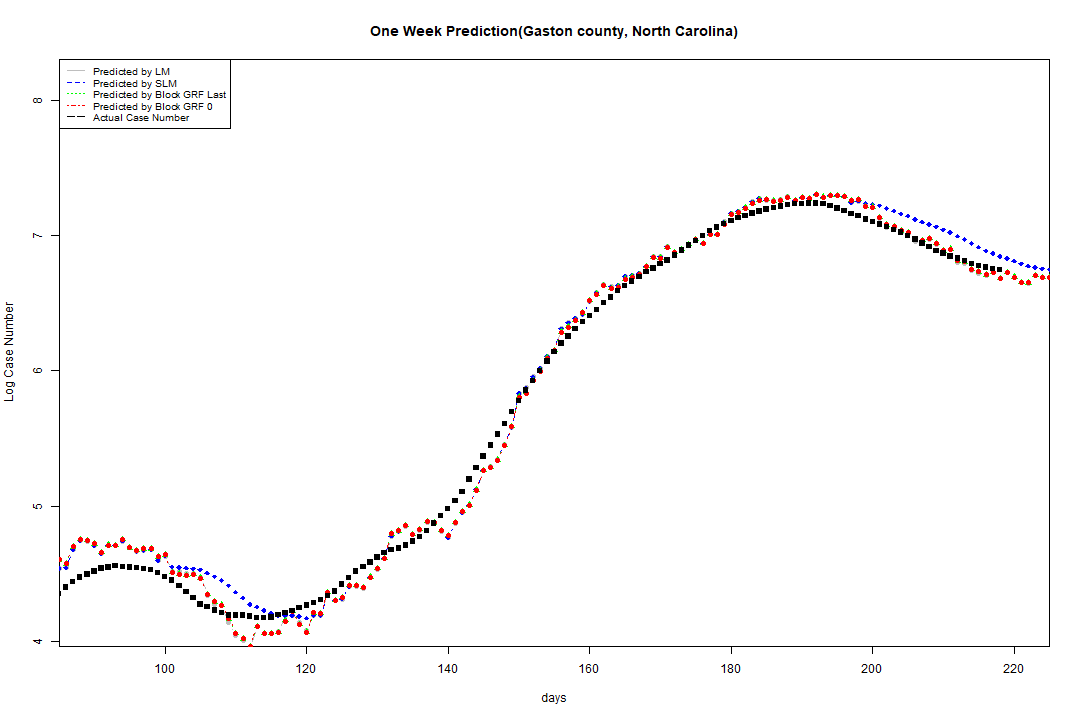 One Week Prediction(Gaston county, North Carolina)
Predicted by LM
Predicted by SLM
Predicted by Block GRF Last
Predicted by Block GRF 0
Actual Case Number
8
7
6
5
4
Log Case Number
100 120 140 160 180 200 220
days